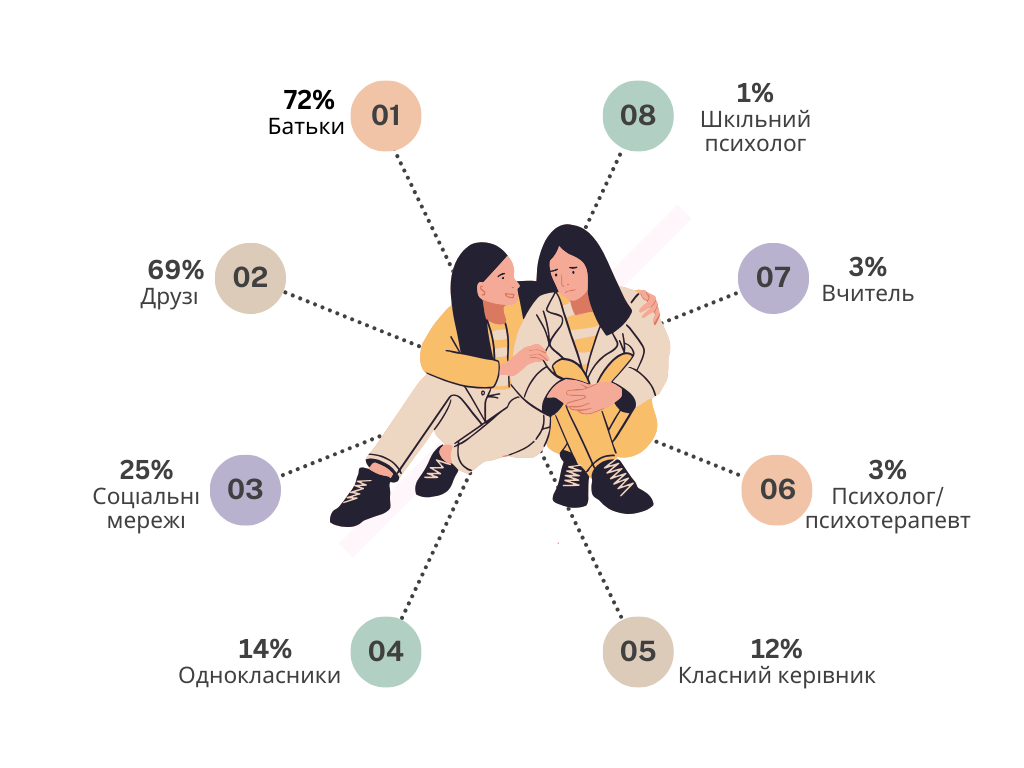 72%
Батьки
01
69%
Друзі
02
25%
Соціальні
мережі
03
14%
Однокласники
04
05
12%
Класний керівник
06
3%
Психолог/
психотерапевт
07
3%
Вчитель
08
1%
Шкільний
психолог